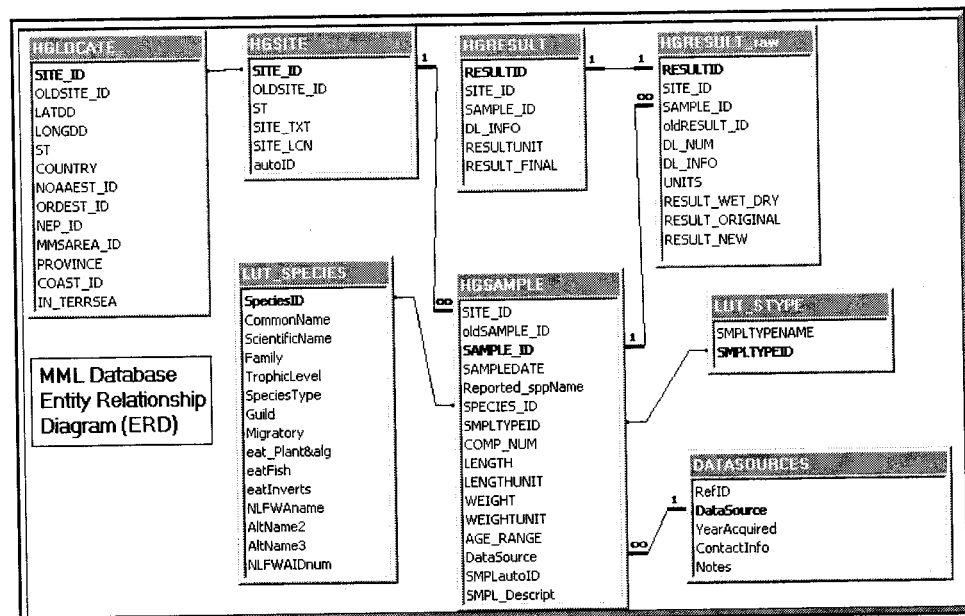 HGLOCATE
SITE_ID
OLDSITE_ID
LATDD
LONGDD
ST
COUNTRY
NOAAEST_ID
ORDEST_ID
NEP_ID
MMSAREA_ID
PROVINCE
COAST_ID
IN_TERRSEA
HGSITE
SITE_ID
OLDSITE_ID
ST
SITE_TXT
SITE_LCN
autoID
1
HGRESULT
RESULTID
SITE_ID
SAMPLE_ID
DL_INFO
RESULTUNIT
RESULT_FINAL
1
1
HGRESULT_raw
RESULTID
SITE_ID
SAMPLE_ID
oldRESULT_ID
DL_NUM
DL_INFO
UNITS
RESULT_WET_DRY
RESULT_ORIGINAL
RESULT_NEW
∞
LUT_SPECIES
SpeciesID
CommonName
ScientificName
Family
TrophicLevel
SpeciesType
Guild
Migratory
eat_Plant&alg
eatFish
eatInverts
NLFWAname
AltName2
AltName3
NLFWAIDnum
∞
HGSAMPLE
SITE_ID
oldSAMPLE_ID
SAMPLE_ID
SAMPLEDATE
Reported_sppName
SPECIES_ID
SMPLTYPEID
COMP_NUM
LENGTH
LENGTHUNIT
WEIGHT
WEIGHTUNIT
AGE_RANGE
DataSource
SMPLautoID
SMPL_Descript
1
∞
LUT_STYPE
SMPLTYPENAME
SMPLTYPEID
1
DATASOURCES
RefID
DataSource
YearAcquired
ContactInfo
Notes
MML Database
Entity Relationship
Diagram (ERD)